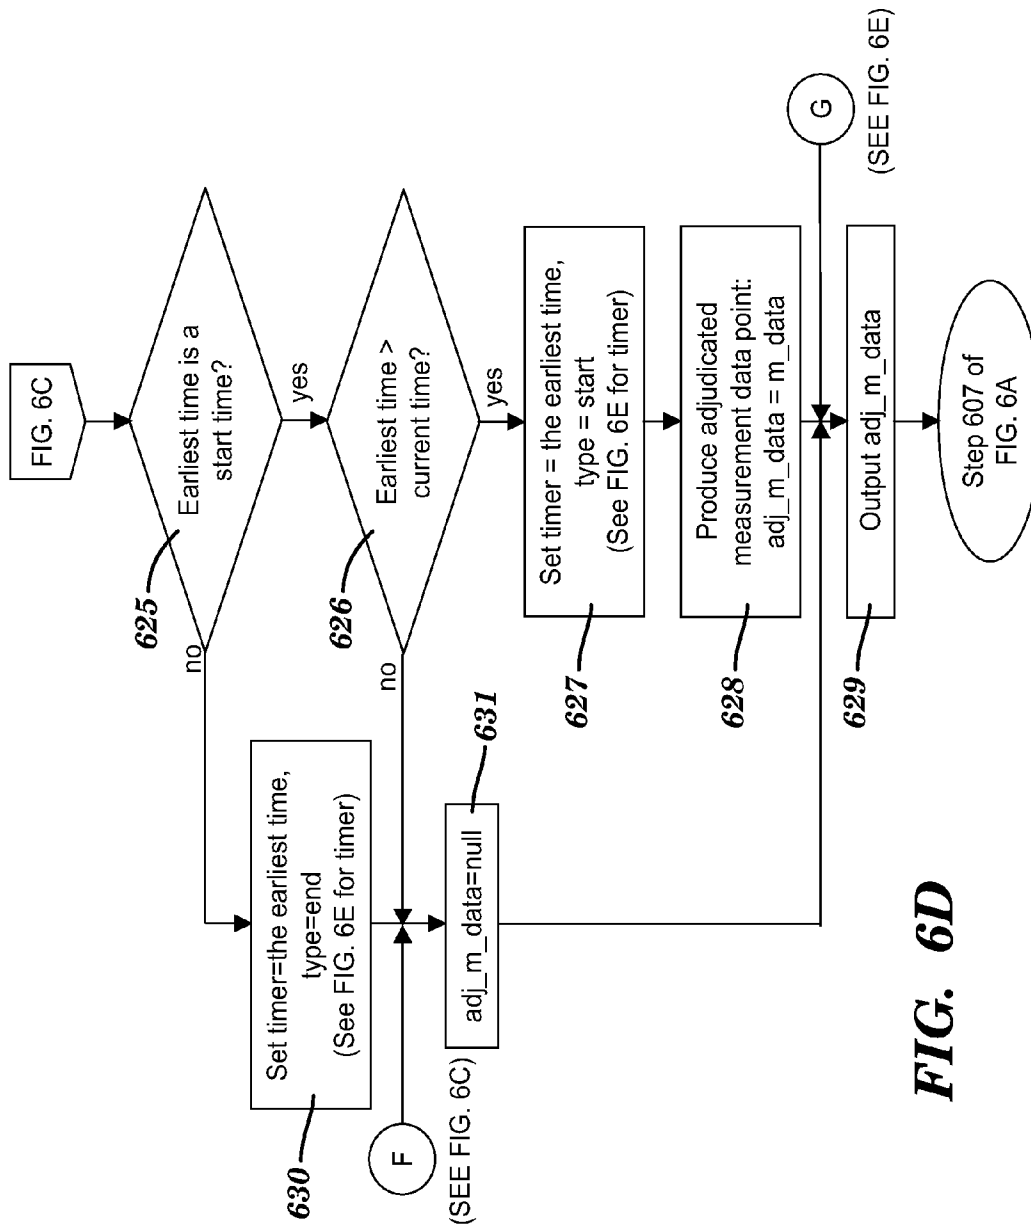 FIG. 6C
Earliest time is a
start time?
625
no
yes
Earliest time >
current time?
626
no
yes
Set timer=the earliest time,
type=end
(See FIG. 6E for timer)
630
F
(SEE FIG. 6C)
adj_m_data=null
631
Set timer = the earliest time,
type = start
(See FIG. 6E for timer)
627
Produce adjudicated
measurement data point:
adj_m_data = m_data
628
G
(SEE FIG. 6E)
Output adj_m_data
629
Step 607 of
FIG. 6A
FIG. 6D